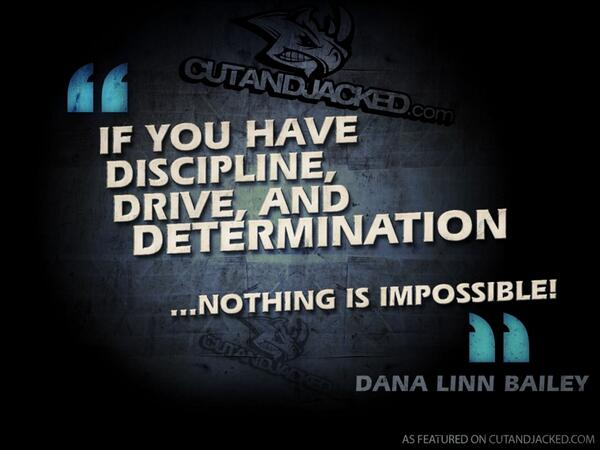 CUTANDJACKED.com
“ IF YOU HAVE
DISCIPLINE,
DRIVE, AND
DETERMINATION
...NOTHING IS IMPOSSIBLE!
”
CUTANDJACKED
DANA LINN BAILEY
AS FEATURED ON CUTANDJACKED.COM